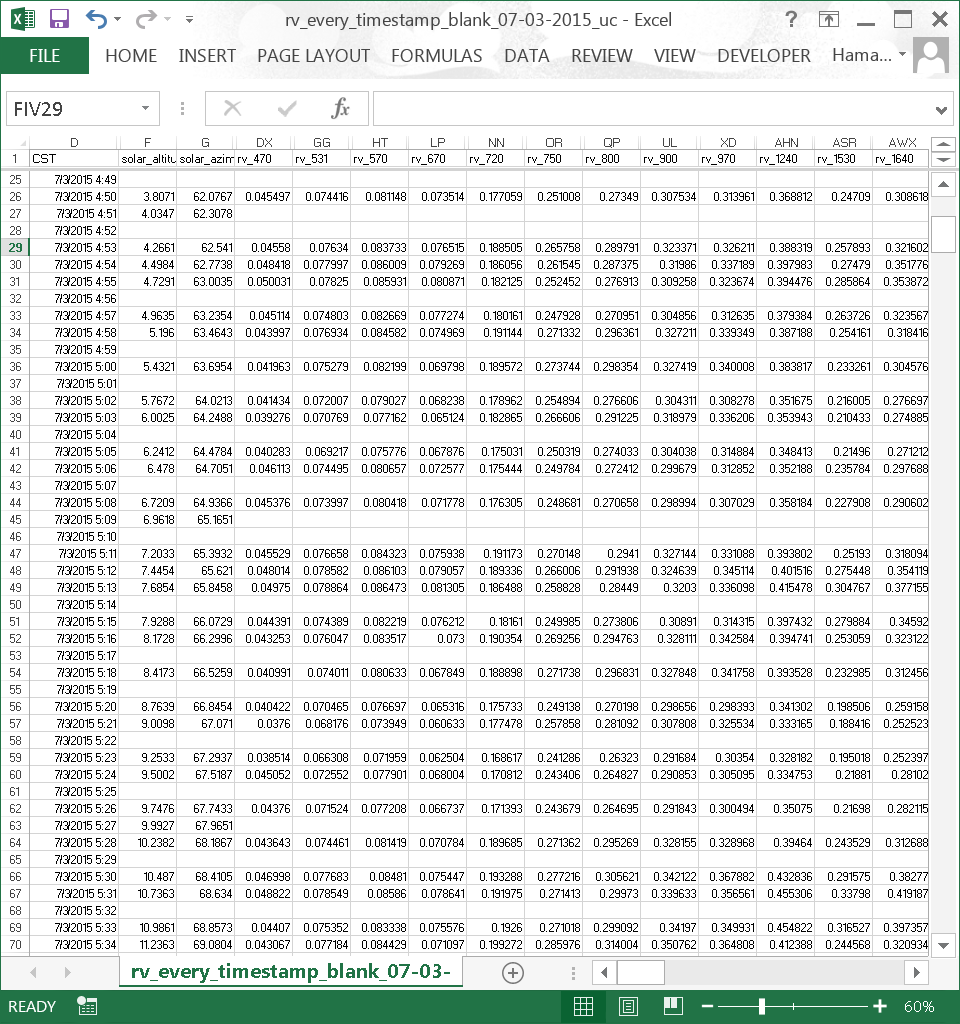 rv_every_timestamp_blank_07-03-2015_uc - Excel
FILE HOME INSERT PAGE LAYOUT FORMULAS DATA REVIEW VIEW DEVELOPER Hama...
FIV29 fx
D F G DX GG HT LP NN OR QP UL XD AHN ASR AWX
1 CST solar_altitu solar_azim rv_470 rv_531 rv_570 rv_670 rv_720 rv_750 rv_800 rv_900 rv_970 rv_1240 rv_1530 rv_1640
25 7/3/2015 4:49
26 7/3/2015 4:50 3.8071 62.0767 0.045497 0.074416 0.081148 0.073514 0.177059 0.251008 0.27349 0.307534 0.313961 0.368812 0.24709 0.308618
27 7/3/2015 4:51 4.0347 62.3078
28 7/3/2015 4:52
29 7/3/2015 4:53 4.2661 62.541 0.04558 0.07634 0.083733 0.076515 0.188505 0.265758 0.289791 0.323371 0.326211 0.388319 0.257893 0.321602
30 7/3/2015 4:54 4.4984 62.7738 0.048418 0.077997 0.086009 0.079269 0.186056 0.261545 0.287375 0.31986 0.337189 0.397983 0.27479 0.351776
31 7/3/2015 4:55 4.7291 63.0035 0.050031 0.07825 0.085931 0.080871 0.182125 0.252452 0.276913 0.309258 0.323674 0.394476 0.285864 0.353872
32 7/3/2015 4:56
33 7/3/2015 4:57 4.9635 63.2354 0.045114 0.074803 0.082669 0.077274 0.180161 0.247928 0.270951 0.304856 0.312635 0.379384 0.263726 0.323567
34 7/3/2015 4:58 5.196 63.4643 0.043997 0.076934 0.084582 0.074969 0.191144 0.271332 0.296361 0.327211 0.339349 0.387188 0.254161 0.318416
35 7/3/2015 4:59
36 7/3/2015 5:00 5.4321 63.6954 0.041963 0.075279 0.082199 0.069798 0.189572 0.273744 0.298354 0.327419 0.340008 0.383817 0.233261 0.304576
37 7/3/2015 5:01
38 7/3/2015 5:02 5.7672 64.0213 0.041434 0.072007 0.079027 0.068238 0.178962 0.254894 0.276606 0.304311 0.308278 0.351675 0.216005 0.276697
39 7/3/2015 5:03 6.0025 64.2488 0.039276 0.070769 0.077162 0.065124 0.182865 0.266606 0.291225 0.318979 0.336206 0.353943 0.210433 0.274885
40 7/3/2015 5:04
41 7/3/2015 5:05 6.2412 64.4784 0.040283 0.069217 0.075776 0.067876 0.175031 0.250319 0.274033 0.304038 0.314884 0.348413 0.21496 0.271212
42 7/3/2015 5:06 6.478 64.7051 0.046113 0.074495 0.080657 0.072577 0.175444 0.249784 0.272412 0.299679 0.312852 0.352188 0.235784 0.297688
43 7/3/2015 5:07
44 7/3/2015 5:08 6.7209 64.9366 0.045376 0.073997 0.080418 0.071778 0.176305 0.248681 0.270658 0.298994 0.307029 0.358184 0.227908 0.290602
45 7/3/2015 5:09 6.9618 65.1651
46 7/3/2015 5:10
47 7/3/2015 5:11 7.2033 65.3932 0.045529 0.076658 0.084323 0.075938 0.191173 0.270148 0.2941 0.327144 0.331088 0.393802 0.25193 0.318094
48 7/3/2015 5:12 7.4454 65.621 0.048014 0.078582 0.086103 0.079057 0.189336 0.266006 0.291938 0.324639 0.345114 0.401516 0.275448 0.354119
49 7/3/2015 5:13 7.6854 65.8458 0.04975 0.078864 0.086473 0.081305 0.186488 0.258828 0.28449 0.3203 0.336098 0.415478 0.304767 0.377155
50 7/3/2015 5:14
51 7/3/2015 5:15 7.9288 66.0729 0.044391 0.074389 0.082219 0.076212 0.18161 0.249985 0.273806 0.30891 0.314315 0.397432 0.279884 0.34592
52 7/3/2015 5:16 8.1728 66.2996 0.043253 0.076047 0.083517 0.073 0.190354 0.269256 0.294763 0.328111 0.342584 0.394741 0.253059 0.323122
53 7/3/2015 5:17
54 7/3/2015 5:18 8.4173 66.5259 0.040991 0.074011 0.080633 0.067849 0.188898 0.271738 0.296831 0.327848 0.341758 0.393528 0.232985 0.312456
55 7/3/2015 5:19
56 7/3/2015 5:20 8.7639 66.8454 0.040422 0.070465 0.076697 0.065316 0.175733 0.249138 0.270198 0.298656 0.298393 0.341302 0.198506 0.259158
57 7/3/2015 5:21 9.0098 67.071 0.0376 0.068176 0.073949 0.060633 0.177478 0.257858 0.281092 0.307808 0.325534 0.333165 0.188416 0.252523
58 7/3/2015 5:22
59 7/3/2015 5:23 9.2533 67.2937 0.038514 0.066308 0.071959 0.062504 0.168617 0.241286 0.26323 0.291684 0.30354 0.328182 0.195018 0.252397
60 7/3/2015 5:24 9.5002 67.5187 0.045052 0.072552 0.077901 0.068004 0.170812 0.243406 0.264827 0.290853 0.305095 0.334753 0.21881 0.28102
61 7/3/2015 5:25
62 7/3/2015 5:26 9.7476 67.7433 0.04376 0.071524 0.077208 0.066737 0.171393 0.243679 0.264695 0.291843 0.300494 0.35075 0.21698 0.282115
63 7/3/2015 5:27 9.9927 67.9651
64 7/3/2015 5:28 10.2382 68.1867 0.043643 0.074461 0.081419 0.070784 0.189685 0.271362 0.295269 0.328155 0.328968 0.39464 0.243529 0.312688
65 7/3/2015 5:29
66 7/3/2015 5:30 10.487 68.4105 0.046998 0.077683 0.08481 0.075447 0.193288 0.277216 0.305621 0.342122 0.367882 0.432836 0.291575 0.38277
67 7/3/2015 5:31 10.7363 68.634 0.048822 0.078549 0.08586 0.078641 0.191975 0.271413 0.29973 0.339633 0.356561 0.455306 0.33798 0.419187
68 7/3/2015 5:32
69 7/3/2015 5:33 10.9861 68.8573 0.04407 0.075352 0.083338 0.075576 0.1926 0.271018 0.299092 0.34197 0.349931 0.454822 0.316527 0.397357
70 7/3/2015 5:34 11.2363 69.0804 0.043067 0.077184 0.084429 0.071097 0.199272 0.285976 0.314004 0.350762 0.364808 0.412388 0.244568 0.320934
rv_every_timestamp_blank_07-03-
READY 60%